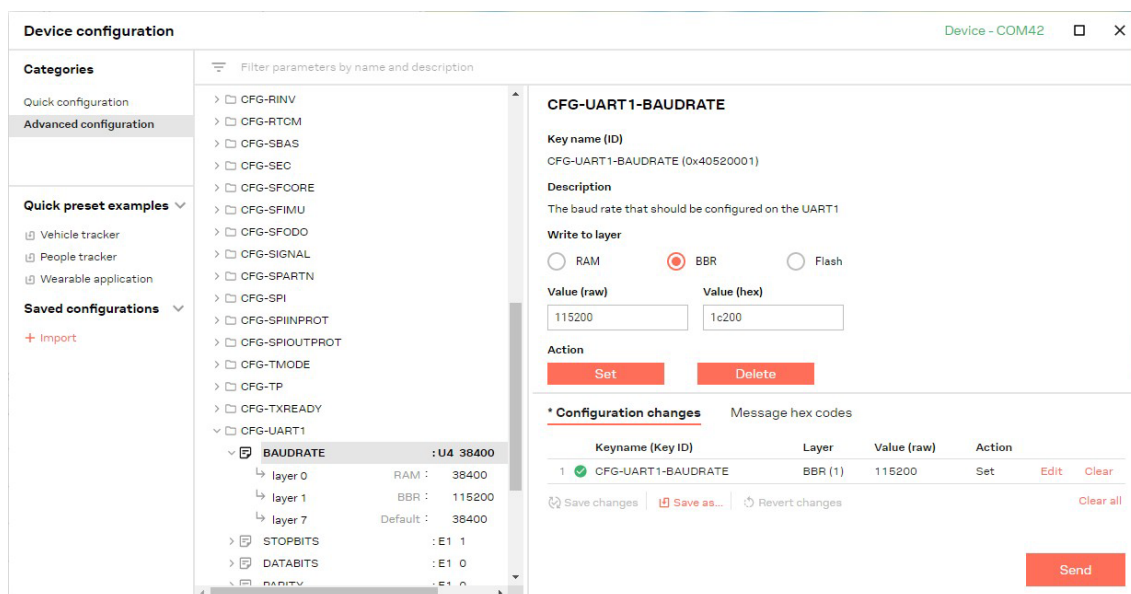 Device configuration
Device - COM42
Categories
Quick configuration
Advanced configuration
Quick preset examples
Vehicle tracker
People tracker
Wearable application
Saved configurations
+ Import
Filter parameters by name and description
CFG-RINV
CFG-RTCM
CFG-SBAS
CFG-SEC
CFG-SFCORE
CFG-SFIMU
CFG-SFODO
CFG-SIGNAL
CFG-SPARTN
CFG-SPI
CFG-SPIINPROT
CFG-SPIOUTPROT
CFG-TMODE
CFG-TP
CFG-TXREADY
CFG-UART1
BAUDRATE : U4 38400
layer 0 RAM : 38400
layer 1 BBR : 115200
layer 7 Default : 38400
STOPBITS : E1 1
DATABITS : E1 0
PARITY : E1 0
CFG-UART1-BAUDRATE
Key name (ID)
CFG-UART1-BAUDRATE (0x40520001)
Description
The baud rate that should be configured on the UART1
Write to layer
RAM BBR Flash
Value (raw) Value (hex)
115200 1c200
Action
Set Delete
* Configuration changes Message hex codes
Keyname (Key ID) Layer Value (raw) Action
1 CFG-UART1-BAUDRATE BBR (1) 115200 Set Edit Clear
Save changes Save as... Revert changes Clear all
Send